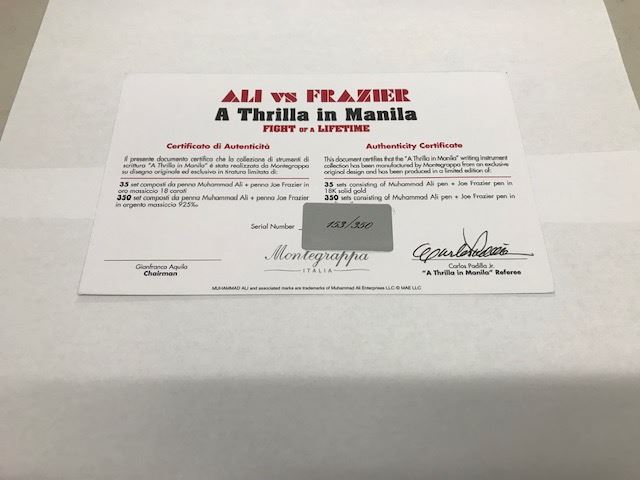 ALI vs FRAZIER
A Thrilla in Manila
FIGHT OF A LIFETIME
Certificato di Autenticità
Il presente documento certifica che la collezione di strumenti di
scrittura "A Thrilla in Manila" è stata realizzata da Montegrappa
su disegno originale ed esclusivo in tiratura limitata di:
35 set composti da penna Muhammad Ali + penna Joe Frazier in
oro massiccio 18 carati
350 set composti da penna Muhammad Ali + penna Joe Frazier
in argento massiccio 925‰
Authenticity Certificate
This document certifies that the "A Thrilla in Manila" writing instrument
collection has been manufactured by Montegrappa from an exclusive
original design and has been produced in a limited edition of:
35 sets consisting of Muhammad Ali pen + Joe Frazier pen in
18K solid gold
350 sets consisting of Muhammad Ali pen + Joe Frazier pen in
Serial Number
153/350
Montegrappa
ITALIA
Gianfranco Aquila
Chairman
Carlos Padilla Jr.
"A Thrilla in Manila" Referee
MUHAMMAD ALI and associated marks are trademarks of Muhammad Ali Enterprises LLC © MAE LLC